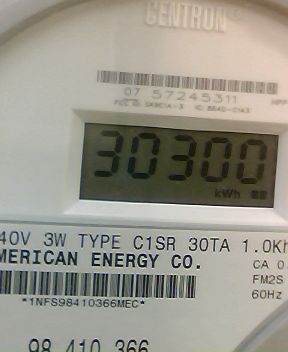 CENTRON®
07 57245311
30300
kWh
40V 3W TYPE C1SR 30TA 1.0Kh
MERICAN ENERGY CO.
CA 0.
FM2S
60Hz
*1NFS98410366MEC*
98 410 366